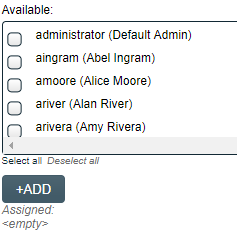 Available:
administrator (Default Admin)
aingram (Abel Ingram)
amoore (Alice Moore)
ariver (Alan River)
arivera (Amy Rivera)
Select all Deselect all
+ADD
Assigned:
<empty>